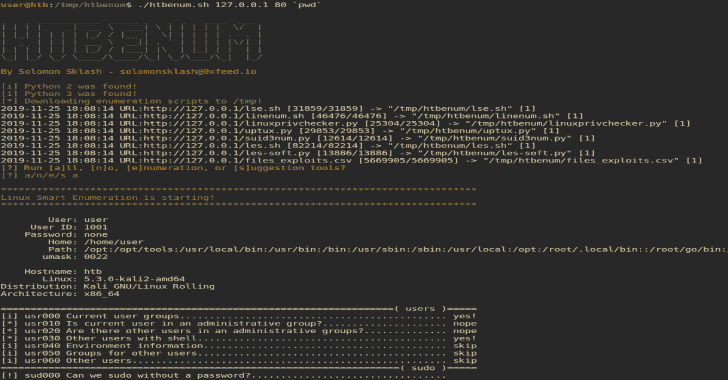 user@htb:/tmp/htbenum$ ./htbenum.sh 127.0.0.1 80 `pwd`
HTBENUM
By Solomon Sklash - solomonsklash@0xfeed.io
[i] Python 2 was found!
[i] Python 3 was found!
[*] Downloading enumeration scripts to /tmp!
2019-11-25 18:08:14 URL:http://127.0.0.1/lse.sh [31859/31859] -> "/tmp/htbenum/lse.sh" [1]
2019-11-25 18:08:14 URL:http://127.0.0.1/linenum.sh [46476/46476] -> "/tmp/htbenum/linenum.sh" [1]
2019-11-25 18:08:14 URL:http://127.0.0.1/linuxprivchecker.py [25304/25304] -> "/tmp/htbenum/linuxprivchecker.py" [1]
2019-11-25 18:08:14 URL:http://127.0.0.1/uptux.py [29853/29853] -> "/tmp/htbenum/uptux.py" [1]
2019-11-25 18:08:14 URL:http://127.0.0.1/suid3num.py [12614/12614] -> "/tmp/htbenum/suid3num.py" [1]
2019-11-25 18:08:14 URL:http://127.0.0.1/les.sh [82214/82214] -> "/tmp/htbenum/les.sh" [1]
2019-11-25 18:08:14 URL:http://127.0.0.1/les-soft.py [13886/13886] -> "/tmp/htbenum/les-soft.py" [1]
2019-11-25 18:08:14 URL:http://127.0.0.1/files_exploits.csv [5669905/5669905] -> "/tmp/htbenum/files_exploits.csv" [1]
[?] Run [a]ll, [n]o, [e]numeration, or [s]uggestion tools?
[?] a/n/e/s a
Linux Smart Enumeration is starting!
User: user
User ID: 1001
Password: none
Home: /home/user
Path: /opt:/opt/tools:/usr/local/bin:/usr/bin:/bin:/usr/sbin:/sbin:/usr/local:/opt:/root/.local/bin::/root/go/bin:
umask: 0022
Hostname: htb
Linux: 5.3.0-kali2-amd64
Distribution: Kali GNU/Linux Rolling
Architecture: x86_64
( users )
[i] usr000 Current user groups............ yes!
[*] usr010 Is current user in an administrative group?............ nope
[*] usr020 Are there other users in an administrative groups?............ nope
[*] usr030 Other users with shell............ yes!
[i] usr040 Environment information............ skip
[i] usr050 Groups for other users............ skip
[i] usr060 Other users............ skip
( sudo )
[!] sud000 Can we sudo without a password?............